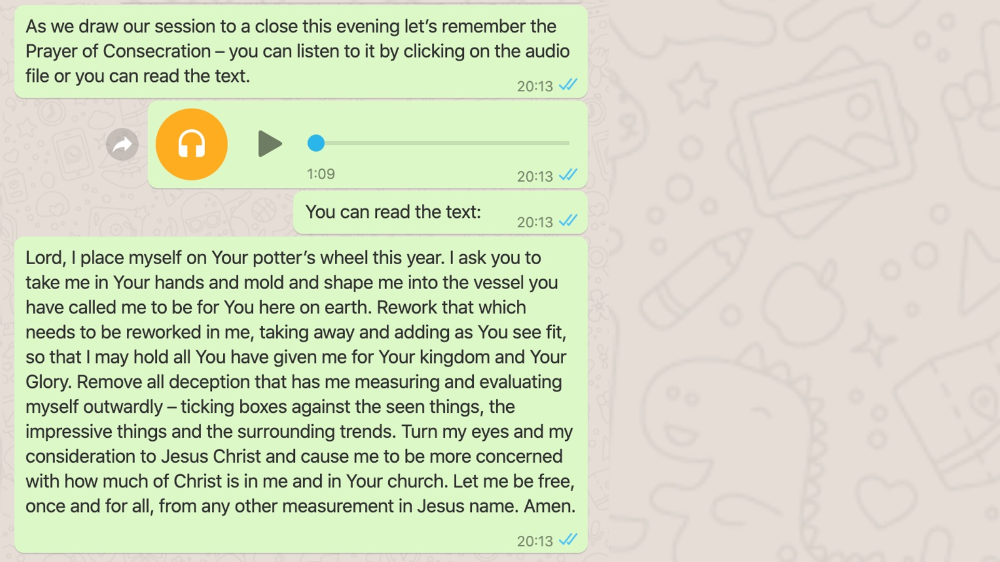 As we draw our session to a close this evening let’s remember the
Prayer of Consecration – you can listen to it by clicking on the audio
file or you can read the text.
20:13
1:09
20:13
You can read the text:
20:13
Lord, I place myself on Your potter’s wheel this year. I ask you to
take me in Your hands and mold and shape me into the vessel you
have called me to be for You here on earth. Rework that which
needs to be reworked in me, taking away and adding as You see fit,
so that I may hold all You have given me for Your kingdom and Your
Glory. Remove all deception that has me measuring and evaluating
myself outwardly – ticking boxes against the seen things, the
impressive things and the surrounding trends. Turn my eyes and my
consideration to Jesus Christ and cause me to be more concerned
with how much of Christ is in me and in Your church. Let me be free,
once and for all, from any other measurement in Jesus name. Amen.
20:13